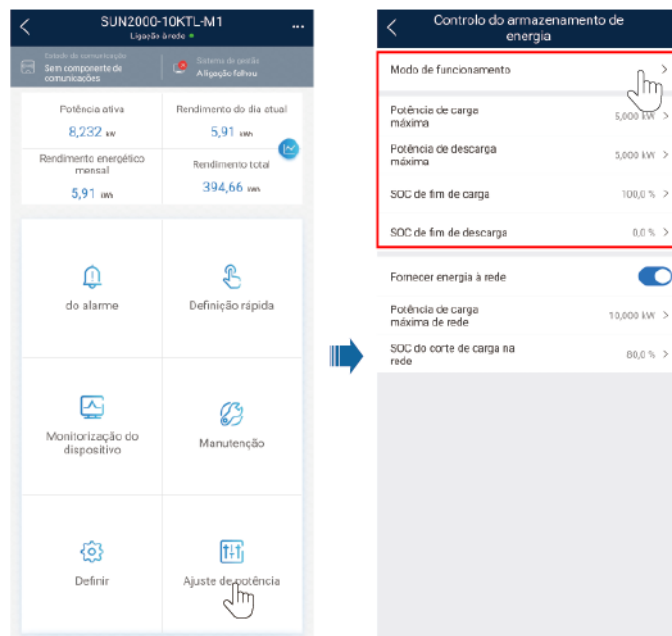 SUN2000-10KTL-M1
Ligação à rede
Estado da comunicação
Sem componente de
comunicações
Sistema de gestão
A ligação falhou
Potência ativa
8,232 kW
Rendimento do dia atual
5,91 kWh
Rendimento energético
mensal
5,91 kWh
Rendimento total
394,66 kWh
do alarme
Definição rápida
Monitorização do
dispositivo
Manutenção
Definir
Ajuste de potência
Controlo do armazenamento de
energia
Modo de funcionamento
Potência de carga
máxima
5,000 kW
Potência de descarga
máxima
5,000 kW
SOC de fim de carga
100,0 %
SOC de fim de descarga
0,0 %
Fornecer energia à rede
Potência de carga
máxima de rede
10,000 kW
SOC do corte de carga na
rede
80,0 %